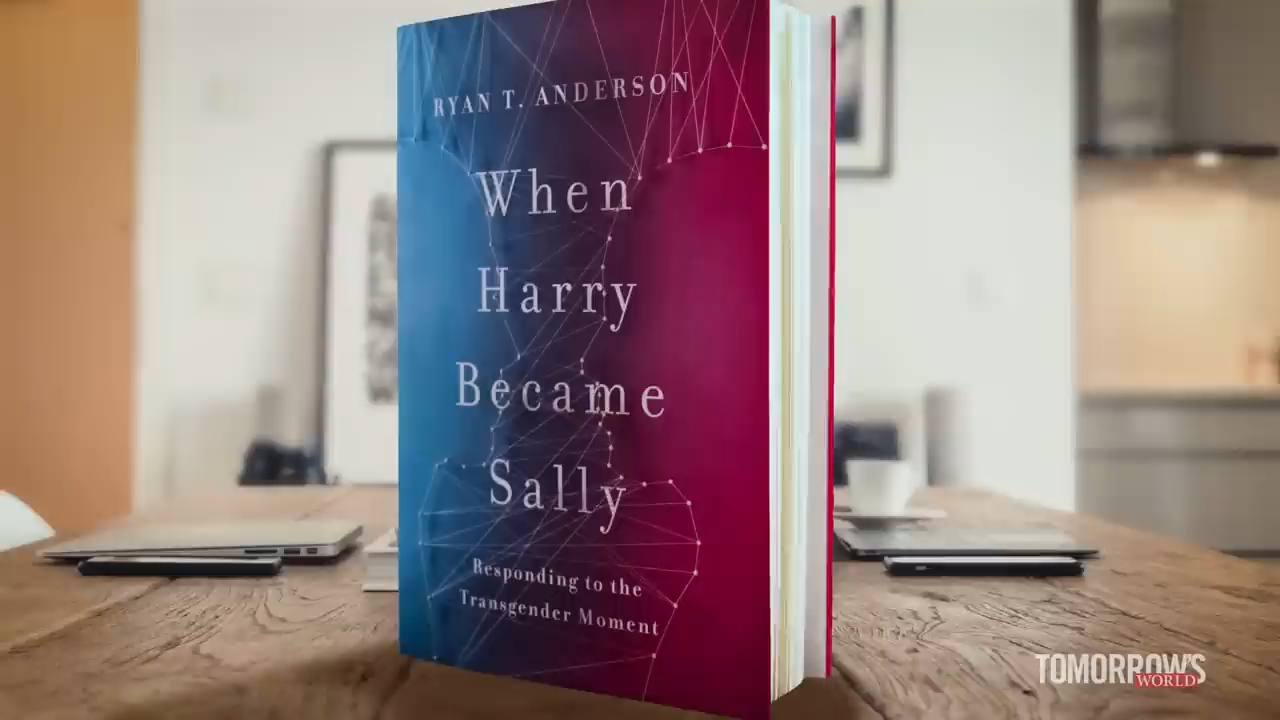 RYAN T. ANDERSON
When
Harry
Became
Sally
Responding to the
Transgender Moment
TOMORROW'S
WORLD